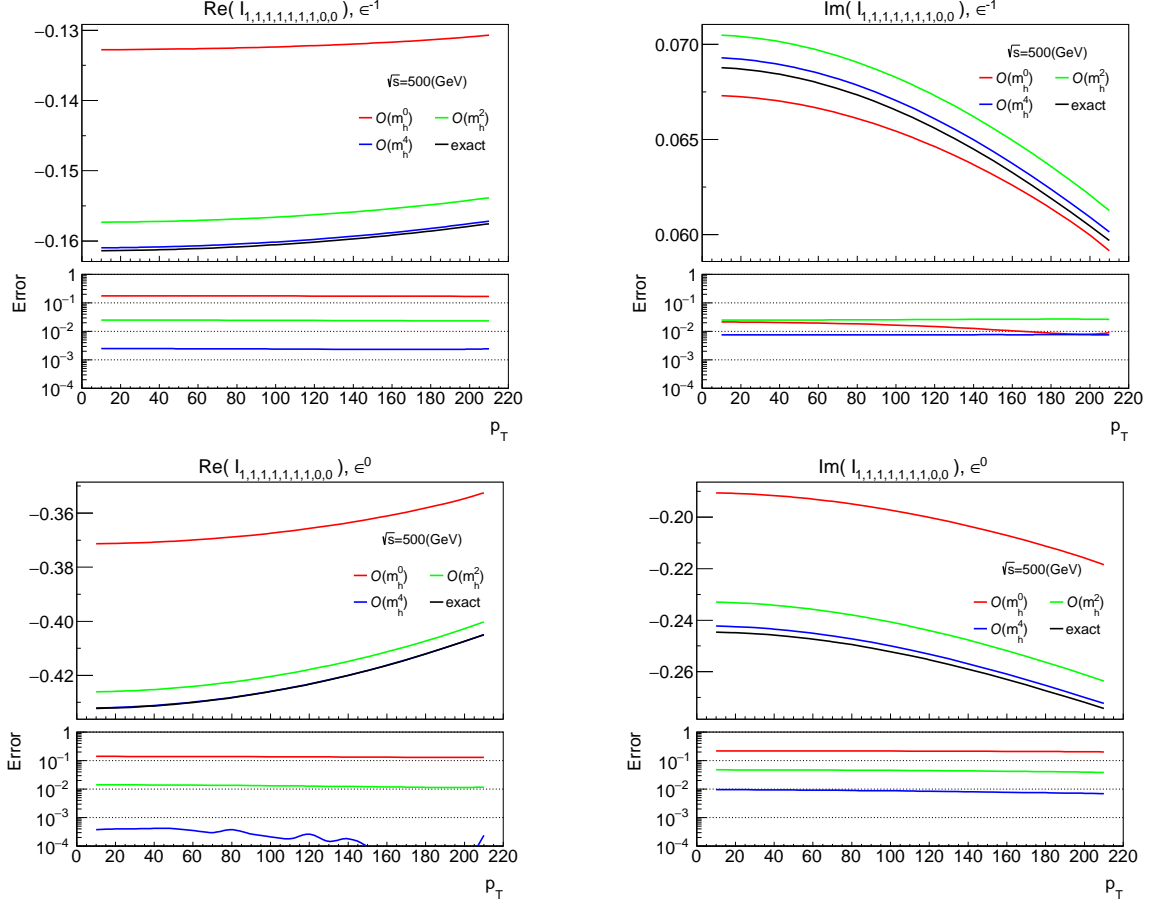 Re( I1,1,1,1,1,1,1,0,0), ϵ-1
−0.13
−0.14
−0.15
−0.16
√s=500(GeV)
O(m0h) O(m2h)
O(m4h) exact
Error
1
10−1
10−2
10−3
10−4
0 20 40 60 80 100 120 140 160 180 200 220
pT
Im( I1,1,1,1,1,1,1,0,0), ϵ-1
0.070
0.065
0.060
√s=500(GeV)
O(m0h) O(m2h)
O(m4h) exact
Error
1
10−1
10−2
10−3
10−4
0 20 40 60 80 100 120 140 160 180 200 220
pT
Re( I1,1,1,1,1,1,1,0,0), ϵ0
−0.36
−0.38
−0.40
−0.42
√s=500(GeV)
O(m0h) O(m2h)
O(m4h) exact
Error
1
10−1
10−2
10−3
10−4
0 20 40 60 80 100 120 140 160 180 200 220
pT
Im( I1,1,1,1,1,1,1,0,0), ϵ0
−0.20
−0.22
−0.24
−0.26
√s=500(GeV)
O(m0h) O(m2h)
O(m4h) exact
Error
1
10−1
10−2
10−3
10−4
0 20 40 60 80 100 120 140 160 180 200 220
pT